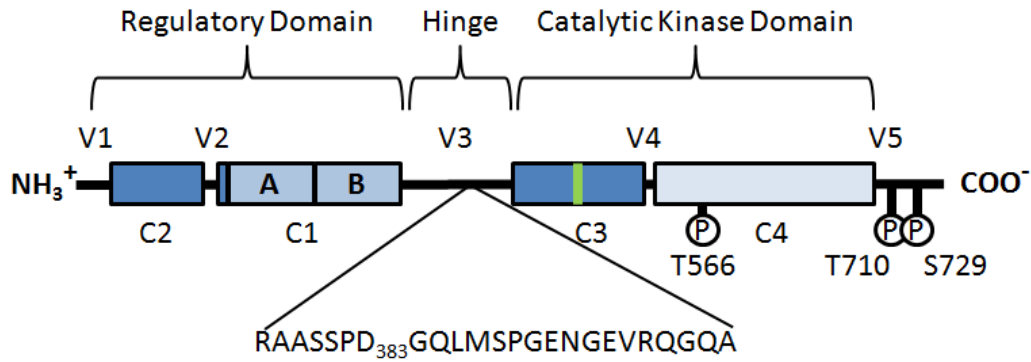 Regulatory Domain Hinge Catalytic Kinase Domain
V1 V2 V3 V4 V5
NH₃⁺ A B COO⁻
C2 C1 C3 C4
P P P
T566 T710 S729
RAASSPD₃₈₃GQLMSPGENGEVRQGQA